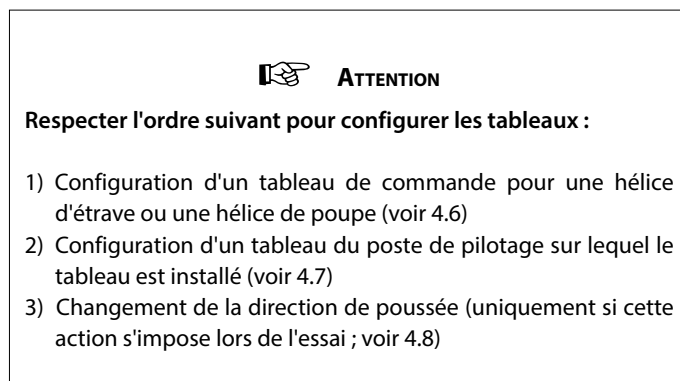 ATTENTION
Respecter l'ordre suivant pour configurer les tableaux :
1) Configuration d'un tableau de commande pour une hélice
d'étrave ou une hélice de poupe (voir 4.6)
2) Configuration d'un tableau du poste de pilotage sur lequel le
tableau est installé (voir 4.7)
3) Changement de la direction de poussée (uniquement si cette
action s'impose lors de l'essai ; voir 4.8)